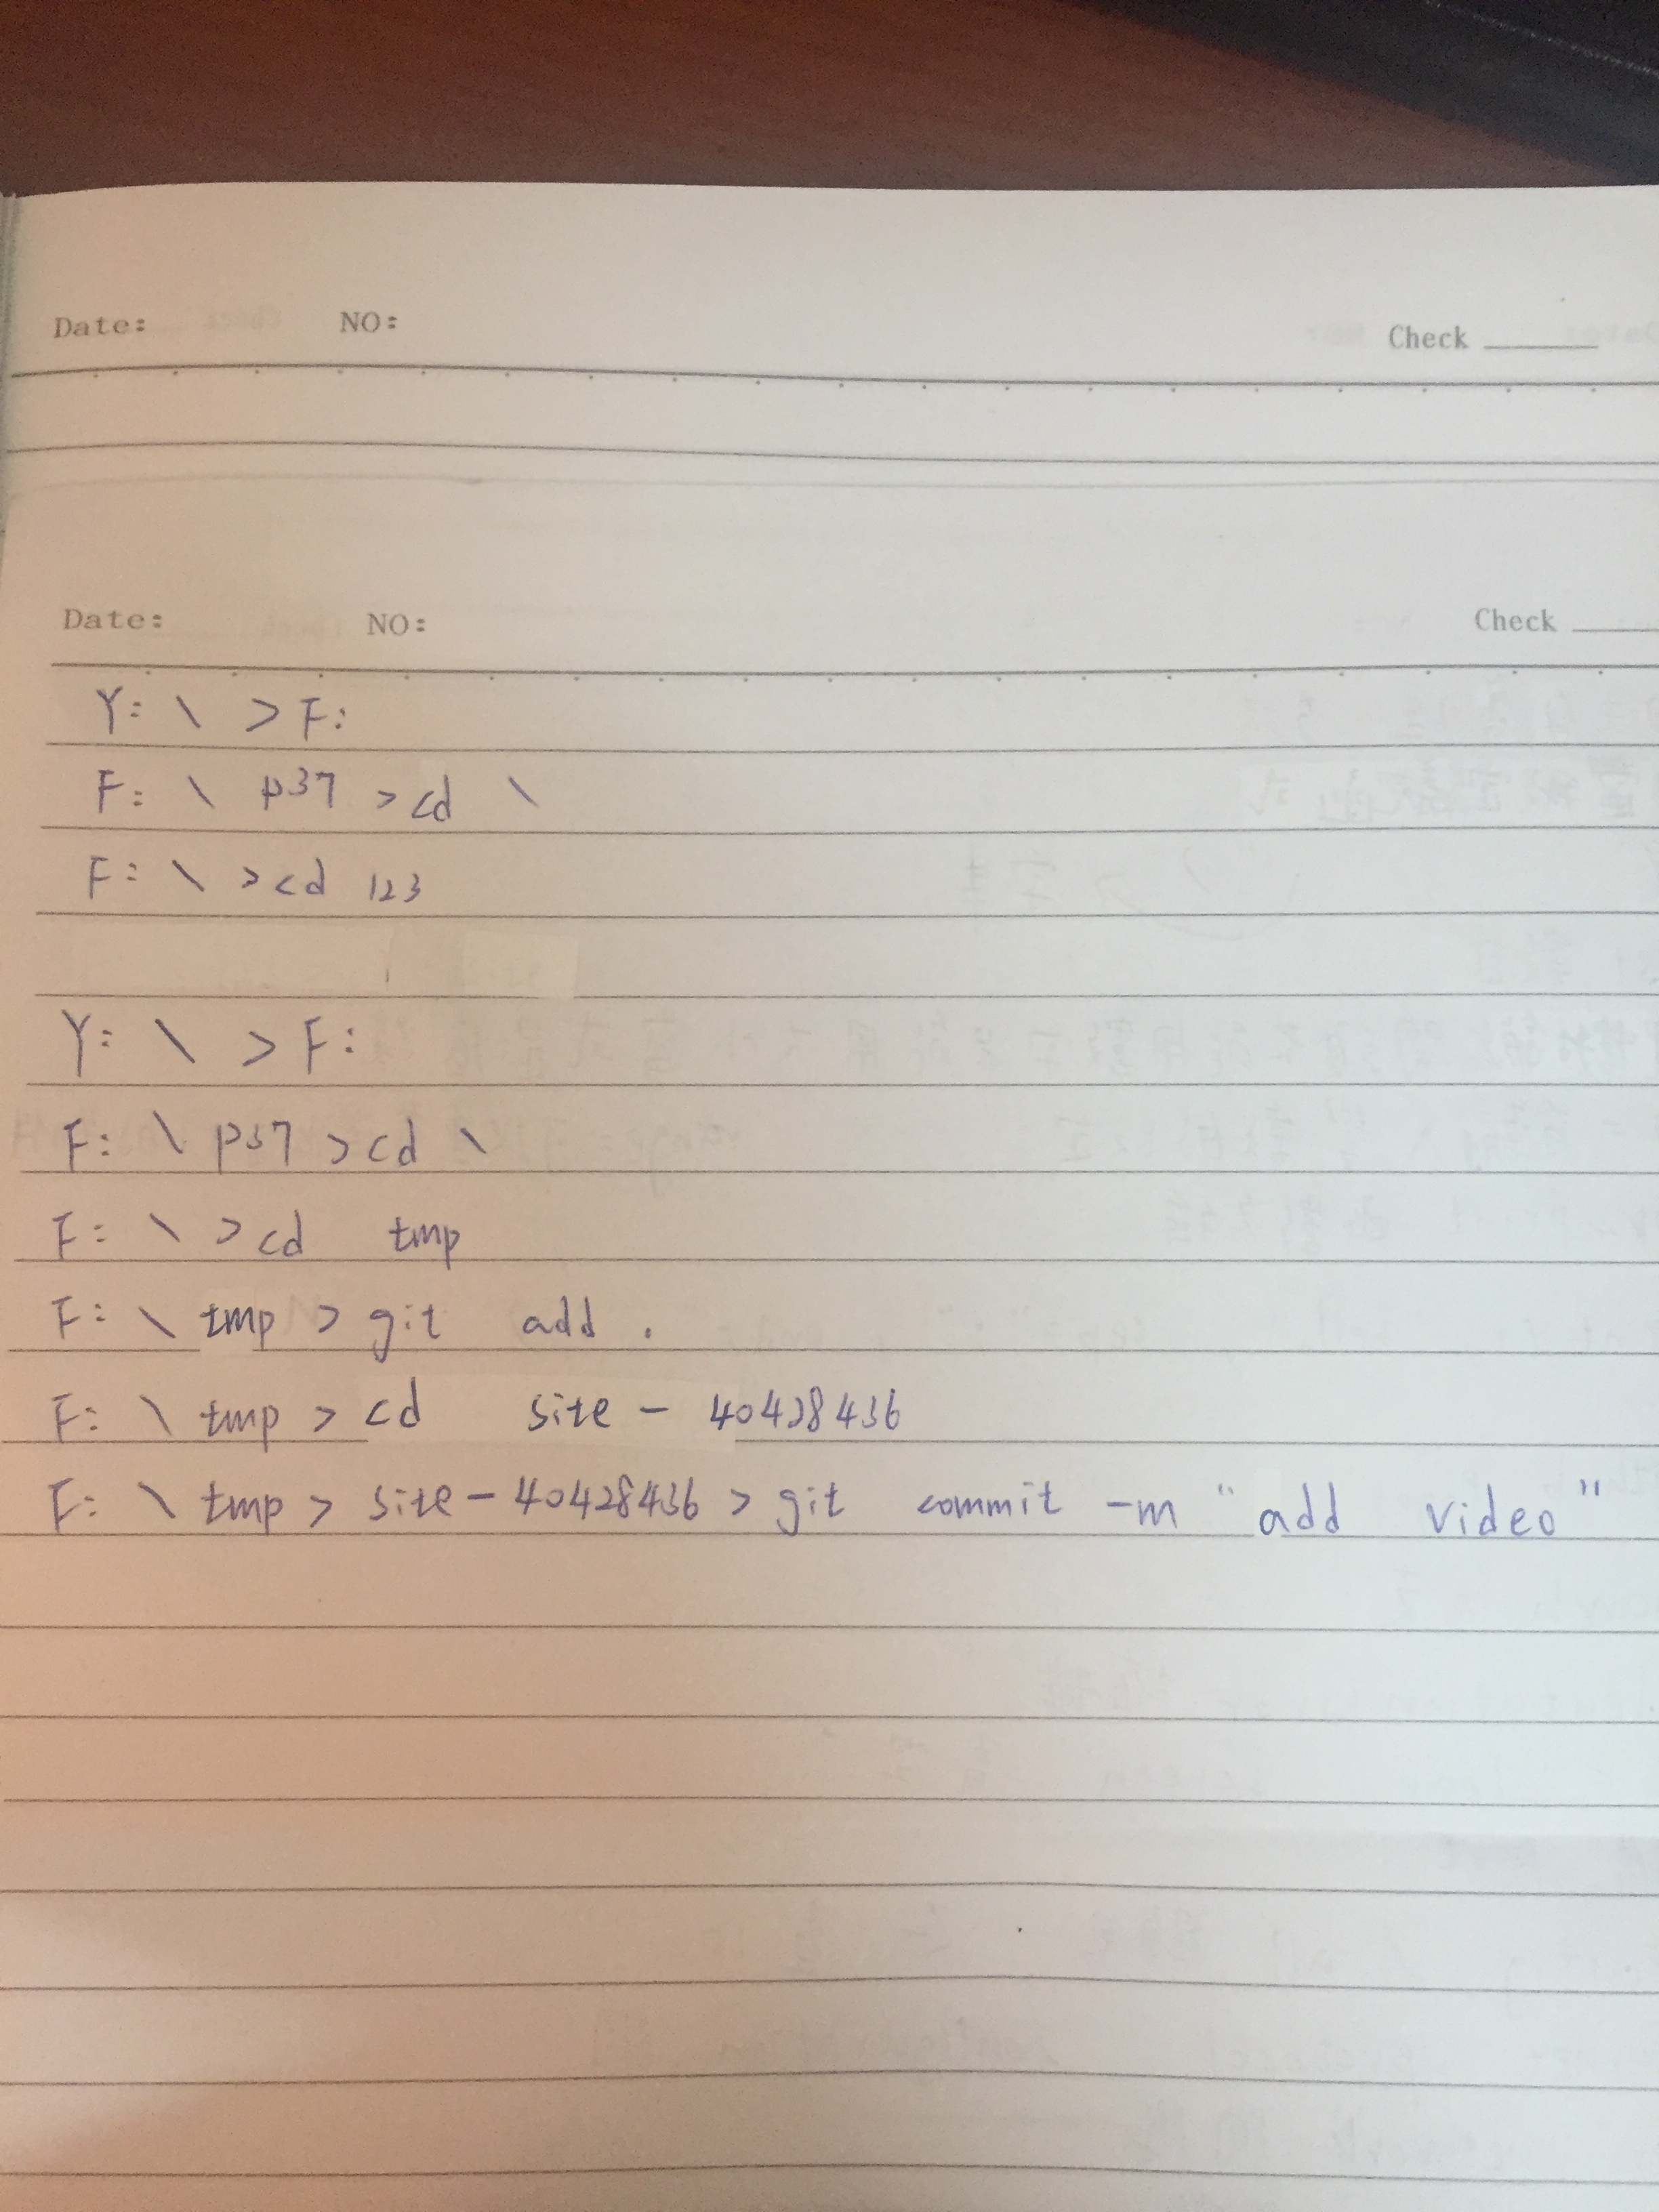 Date: NO: Check
Date: NO: Check
Y: \ > F:
F: \ p37 > cd \
F: \ > cd 123
Y: \ > F:
F: \ p37 > cd \
F: \ > cd tmp
F: \ tmp > git add .
F: \ tmp > cd site - 40428436
F: \ tmp > site - 40428436 > git commit -m " add video "